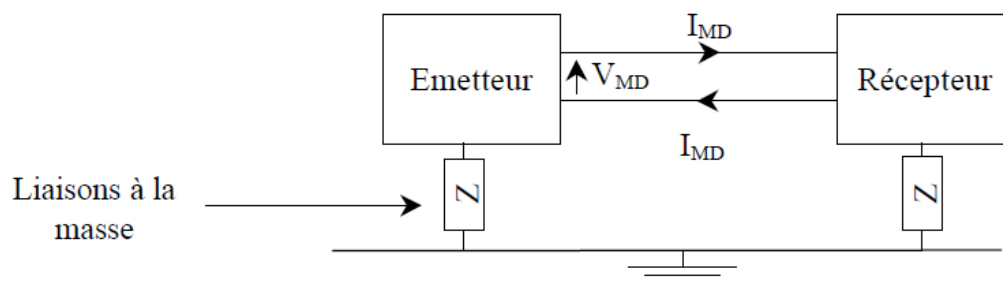 I_MD
Emetteur
V_MD
Récepteur
I_MD
Liaisons à la
masse
Z
Z